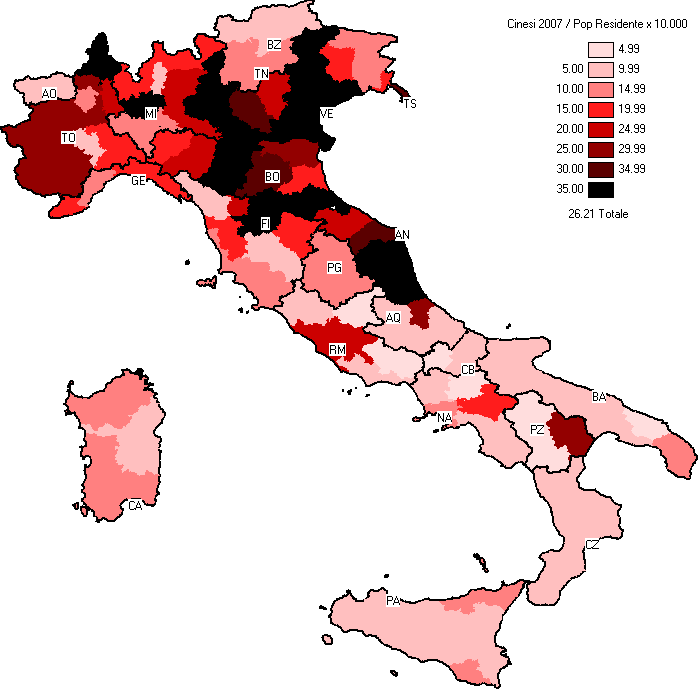 Cinesi 2007 / Pop Residente x 10.000
4.99
5.00 9.99
10.00 14.99
15.00 19.99
20.00 24.99
25.00 29.99
30.00 34.99
35.00
26.21 Totale
BZ
TN
AO
MI
TS
VE
TO
GE
BO
FI
AN
PG
AQ
RM
CB
BA
NA
PZ
CA
CZ
PA